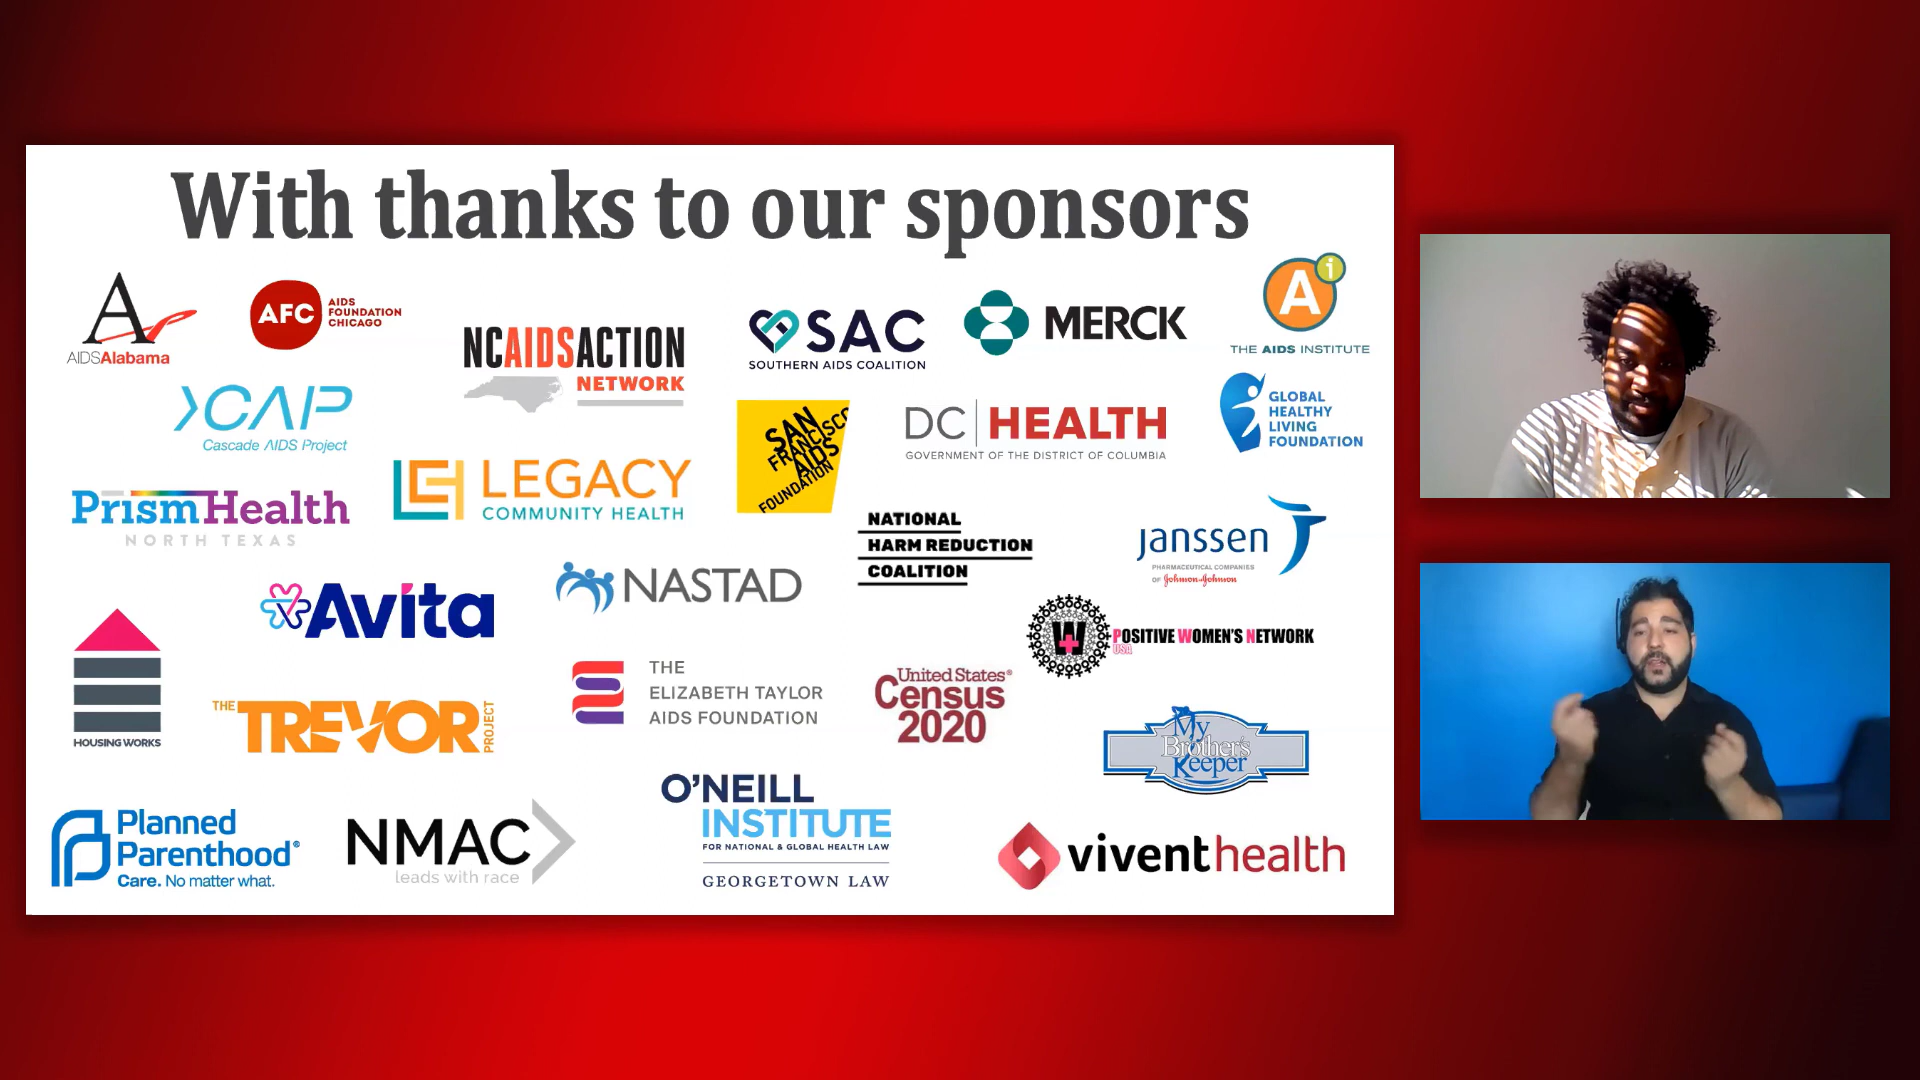 With thanks to our sponsors
A
AIDSAlabama
AFC
AIDS
FOUNDATION
CHICAGO
NCAIDSACTION
NETWORK
SAC
SOUTHERN AIDS COALITION
MERCK
A i
THE AIDS INSTITUTE
CAP
Cascade AIDS Project
SAN
FRANCISCO
AIDS
FOUNDATION
DC HEALTH
GOVERNMENT OF THE DISTRICT OF COLUMBIA
GLOBAL
HEALTHY
LIVING
FOUNDATION
PrismHealth
NORTH TEXAS
LEGACY
COMMUNITY HEALTH
NATIONAL
HARM REDUCTION
COALITION
janssen
PHARMACEUTICAL COMPANIES
OF Johnson & Johnson
Avita
NASTAD
W
POSITIVE WOMEN'S NETWORK
USA
HOUSING WORKS
THE TREVOR PROJECT
THE
ELIZABETH TAYLOR
AIDS FOUNDATION
United States®
Census
2020
My
Brother's
Keeper
Planned
Parenthood®
Care. No matter what.
NMAC
leads with race
O'NEILL
INSTITUTE
FOR NATIONAL & GLOBAL HEALTH LAW
GEORGETOWN LAW
viventhealth